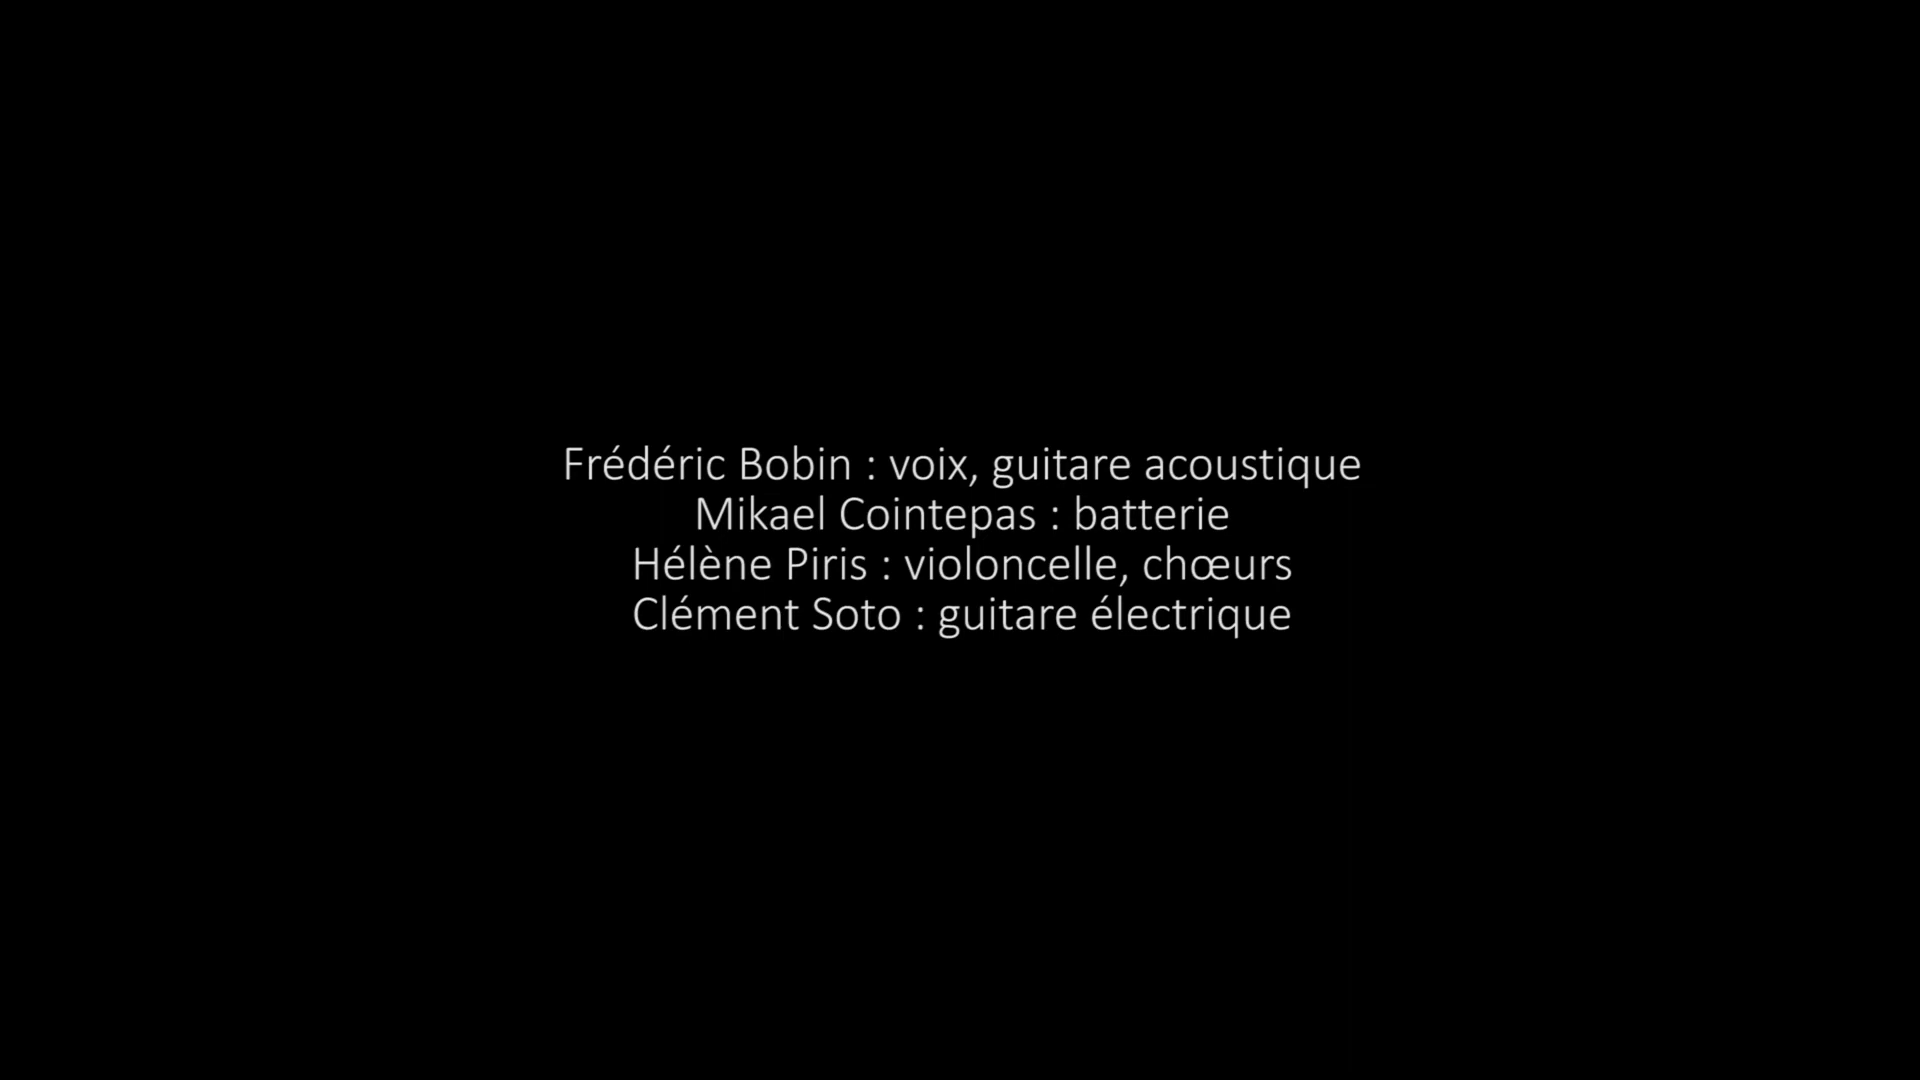 Frédéric Bobin : voix, guitare acoustique
Mikael Cointepas : batterie
Hélène Piris : violoncelle, chœurs
Clément Soto : guitare électrique